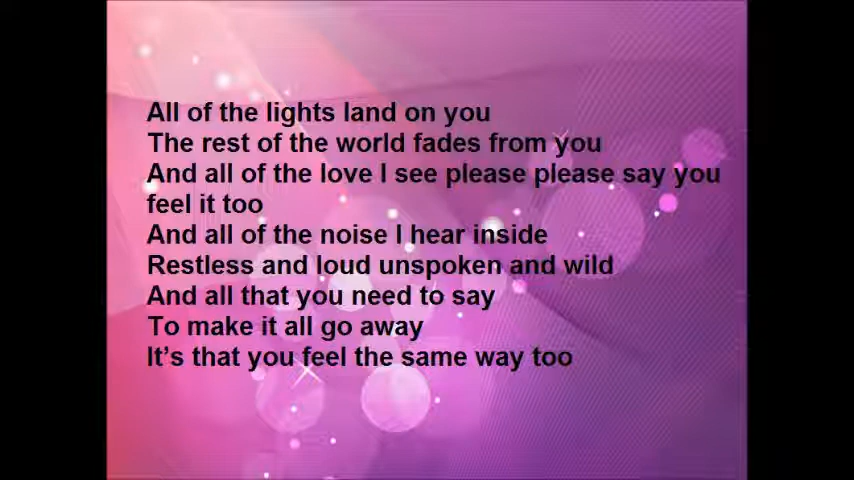 All of the lights land on you
The rest of the world fades from you
And all of the love I see please please say you
feel it too
And all of the noise I hear inside
Restless and loud unspoken and wild
And all that you need to say
To make it all go away
It’s that you feel the same way too